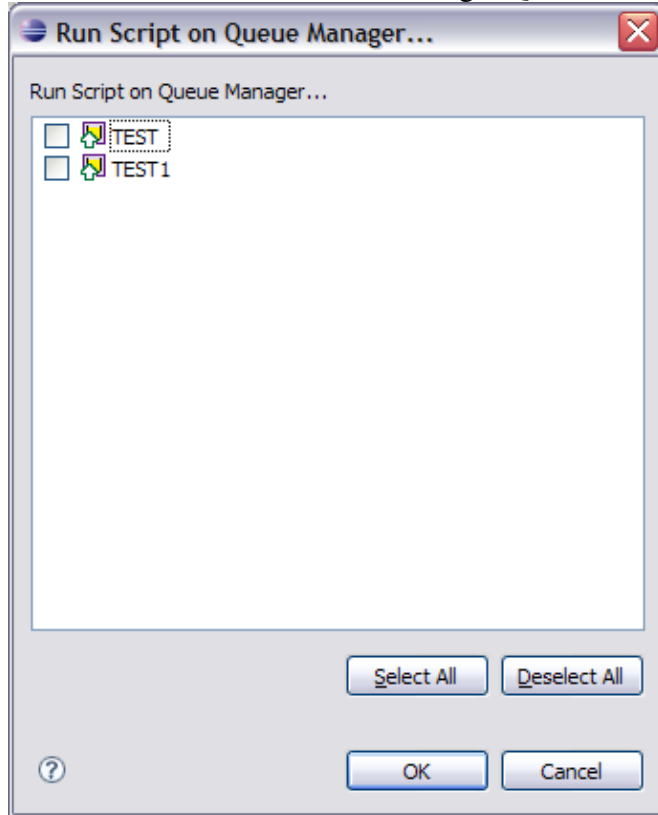 Run Script on Queue Manager...
Run Script on Queue Manager...
TEST
TEST1
Select All Deselect All
? OK Cancel